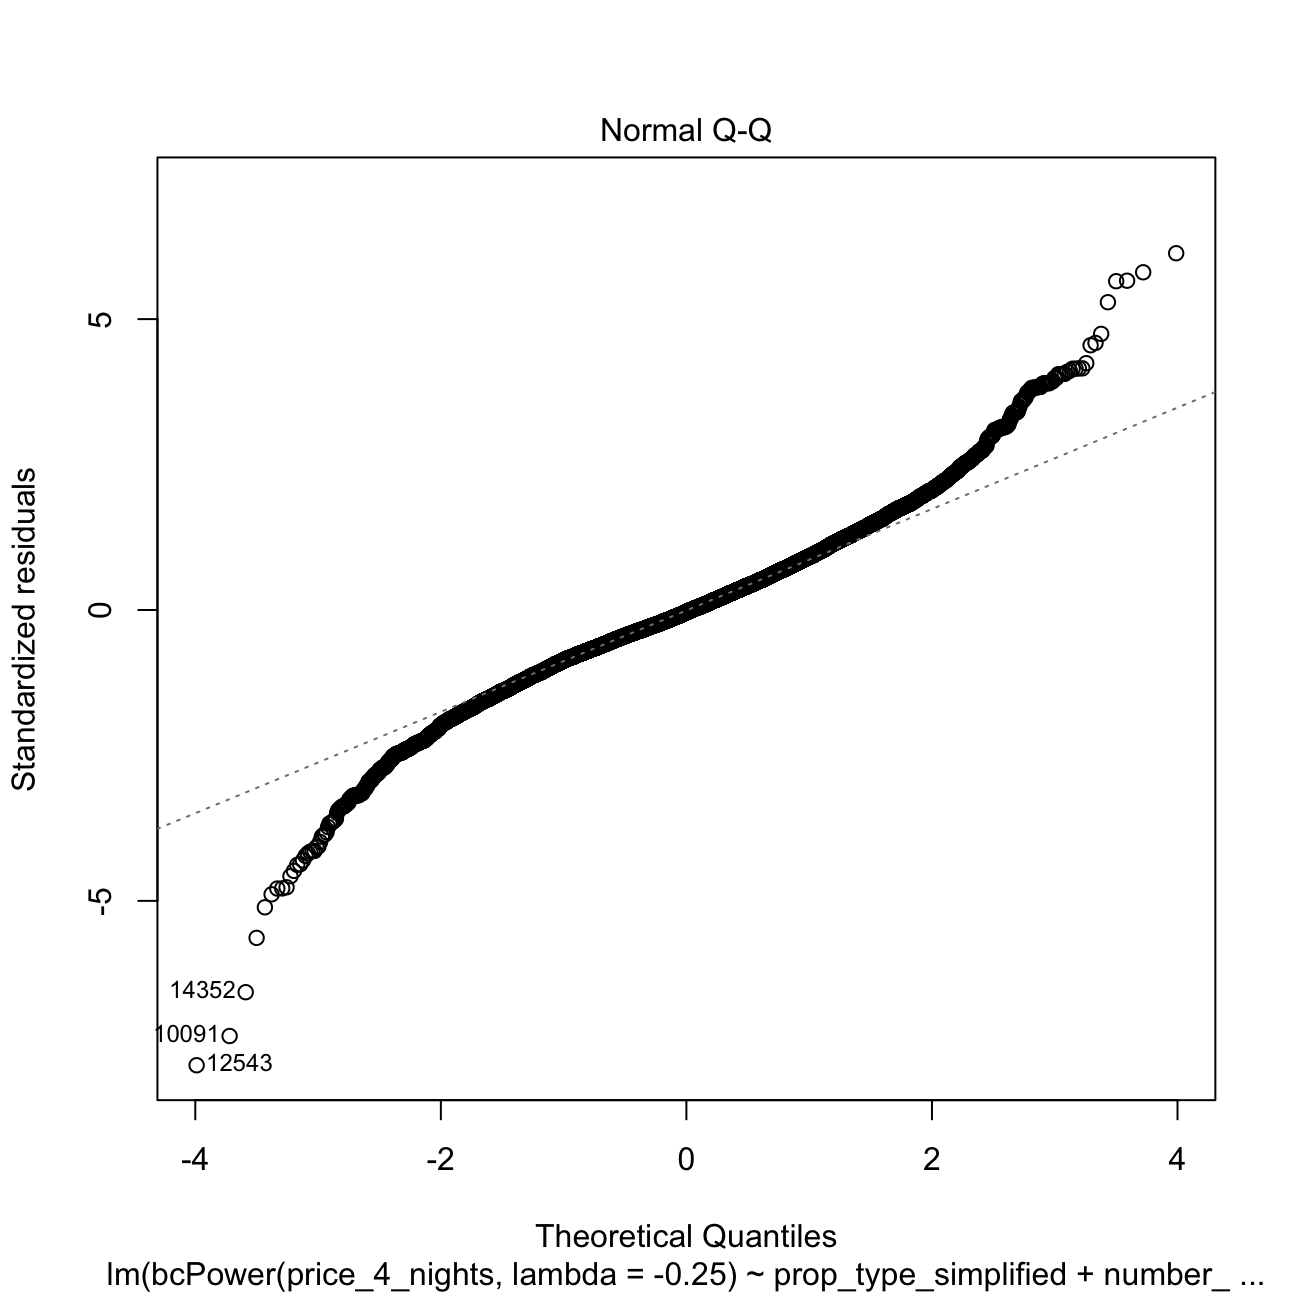 Normal Q-Q
Standardized residuals
5
0
-5
14352
10091
12543
-4 -2 0 2 4
Theoretical Quantiles
lm(bcPower(price_4_nights, lambda = -0.25) ~ prop_type_simplified + number_ ...